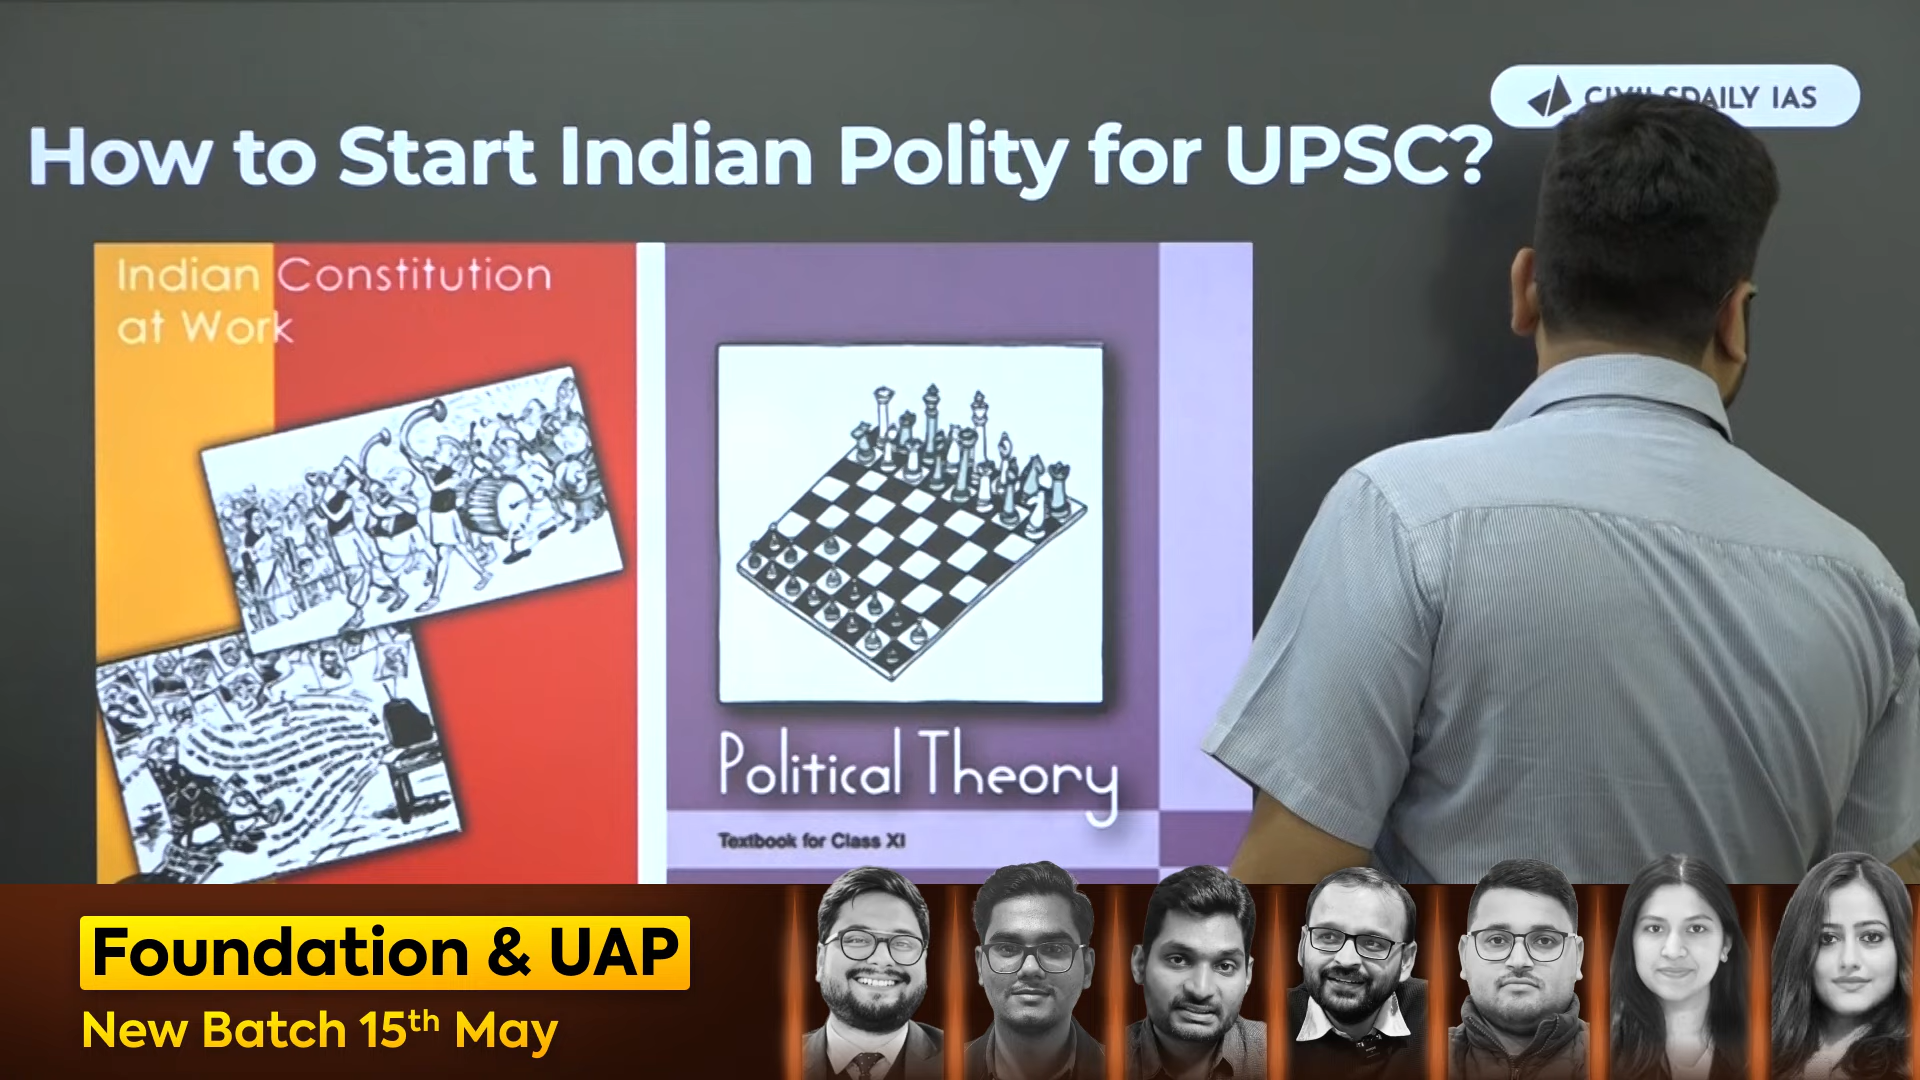 CIVILSDAILY IAS
How to Start Indian Polity for UPSC?
Indian Constitution
at Work
Political Theory
Textbook for Class XI
Foundation & UAP
New Batch 15th May